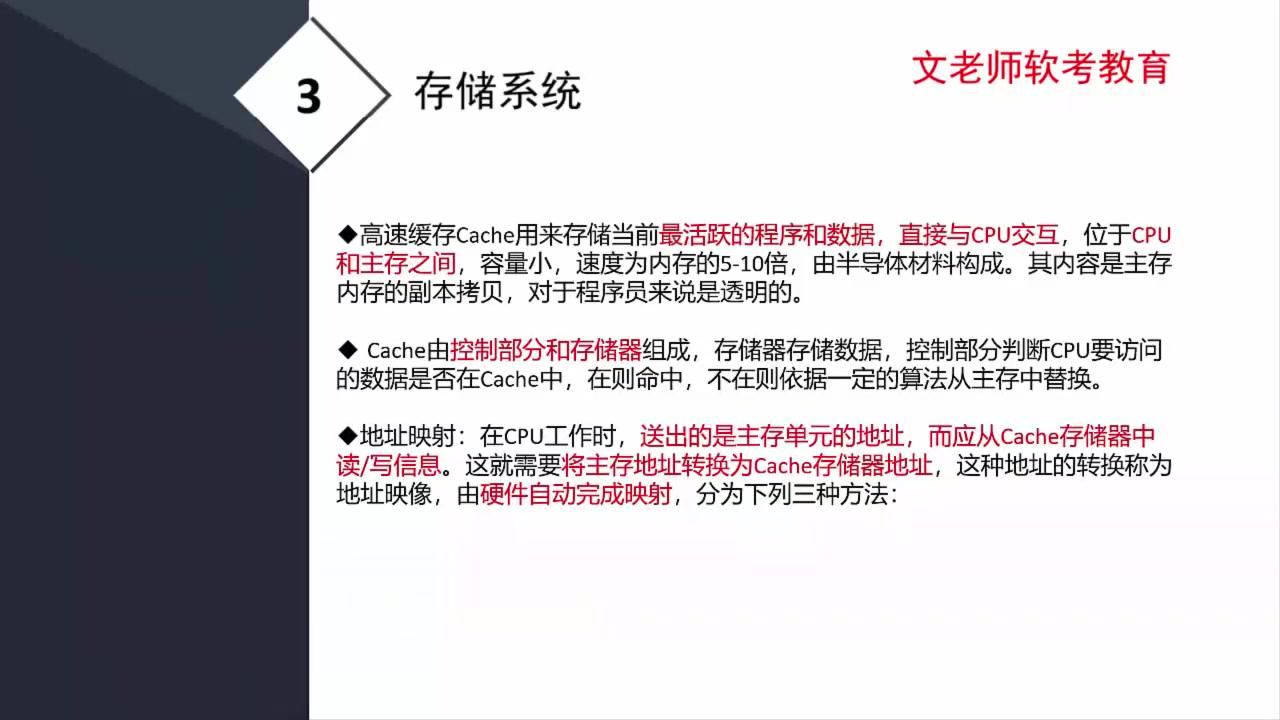 3
存储系统
文老师软考教育
◆高速缓存Cache用来存储当前最活跃的程序和数据，直接与CPU交互，位于CPU
和主存之间，容量小，速度为内存的5-10倍，由半导体材料构成。其内容是主存
内存的副本拷贝，对于程序员来说是透明的。
◆ Cache由控制部分和存储器组成，存储器存储数据，控制部分判断CPU要访问
的数据是否在Cache中，在则命中，不在则依据一定的算法从主存中替换。
◆地址映射：在CPU工作时，送出的是主存单元的地址，而应从Cache存储器中
读/写信息。这就需要将主存地址转换为Cache存储器地址，这种地址的转换称为
地址映像，由硬件自动完成映射，分为下列三种方法：